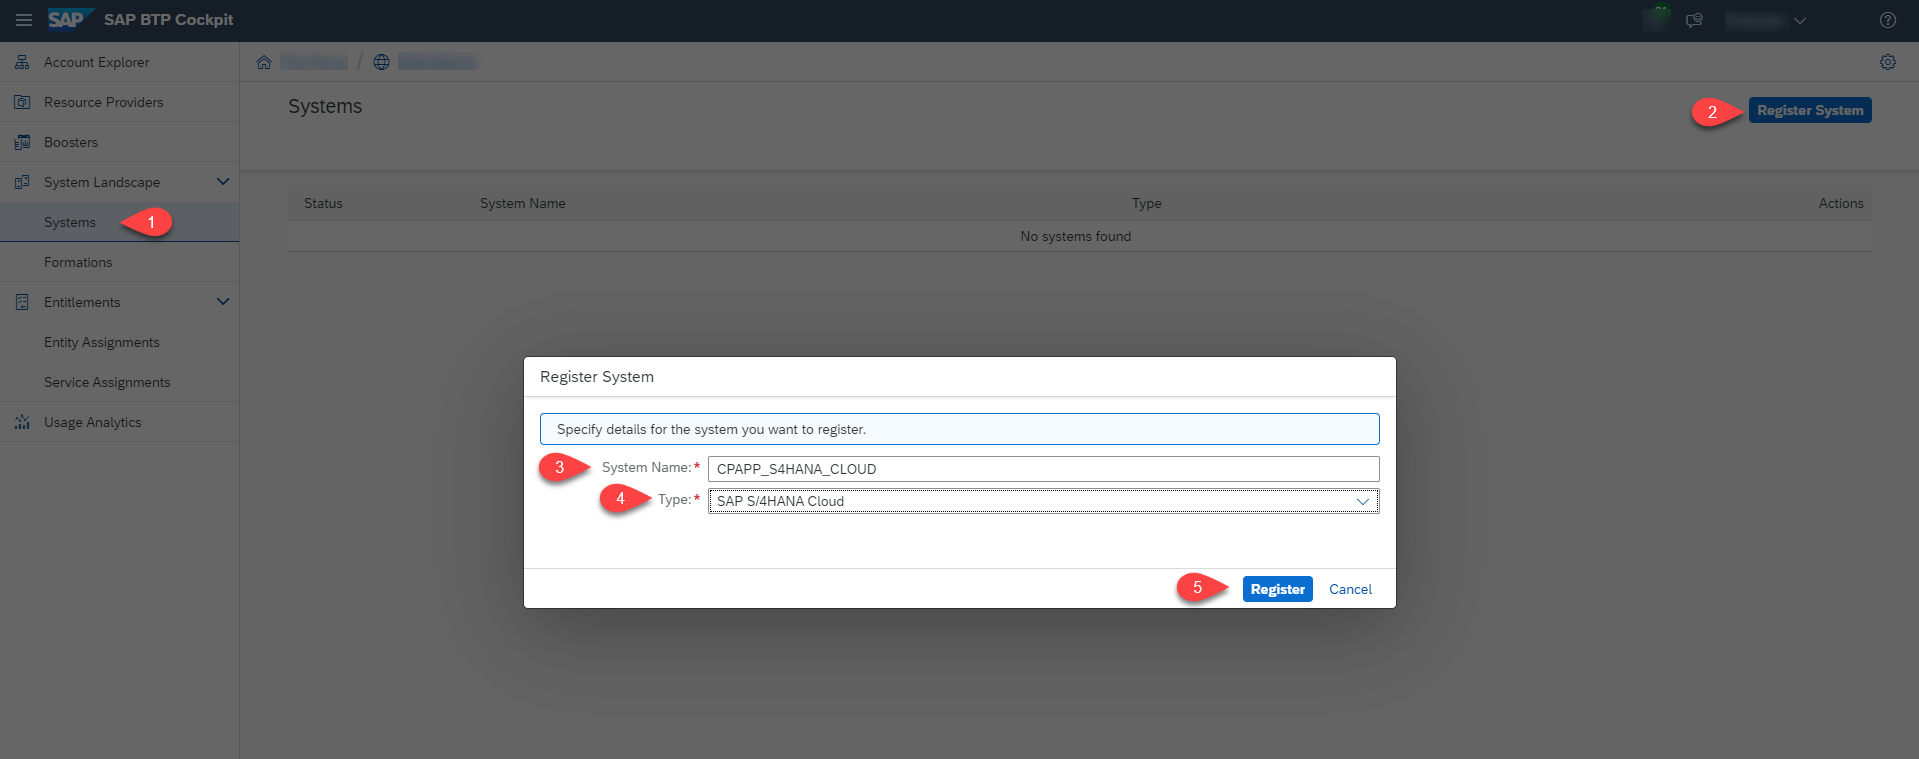 SAP SAP BTP Cockpit
Account Explorer
Resource Providers
Boosters
System Landscape
Systems 1
Formations
Entitlements
Entity Assignments
Service Assignments
Usage Analytics
/
Systems
2 Register System
Status System Name Type Actions
No systems found
Register System
Specify details for the system you want to register.
3 System Name:* CPAPP_S4HANA_CLOUD
4 Type:* SAP S/4HANA Cloud
5 Register Cancel